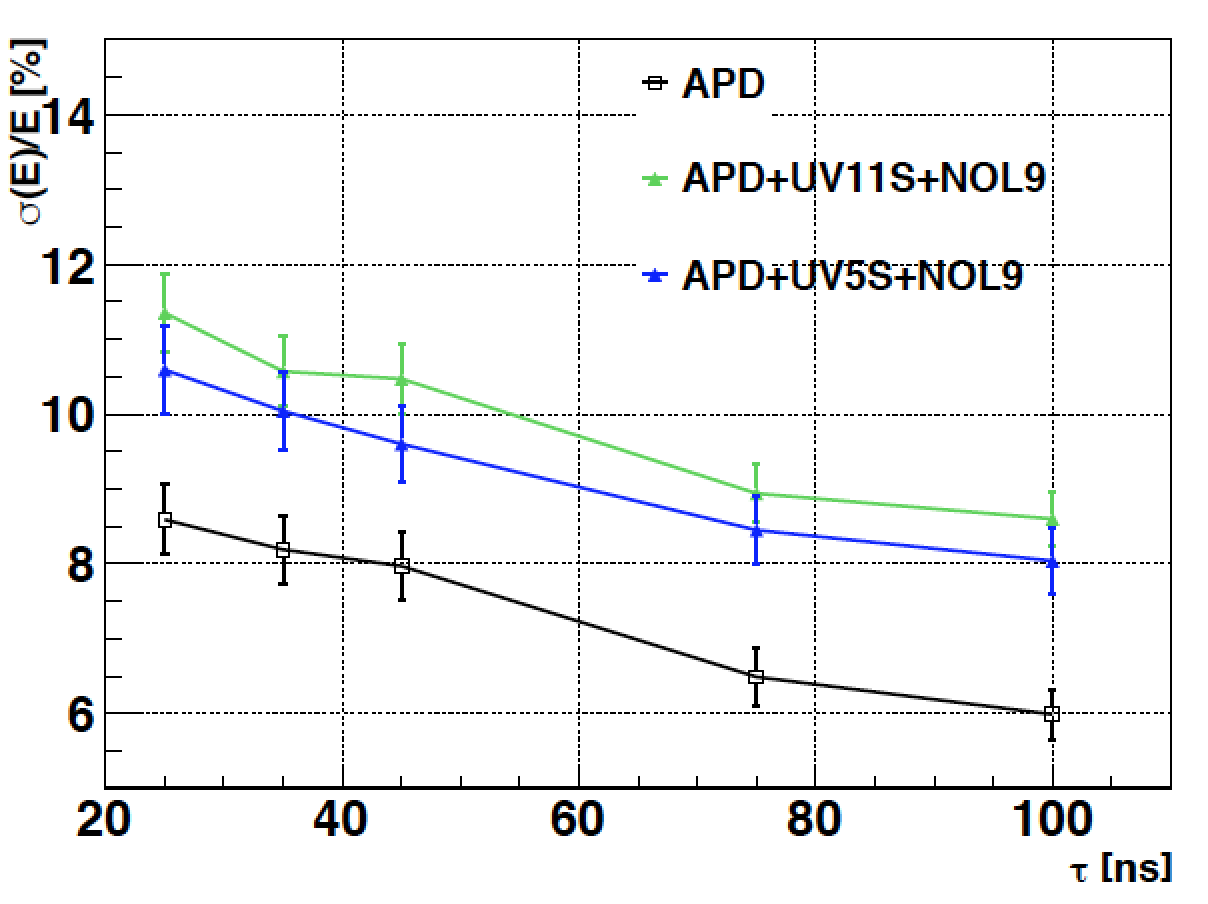 σ(E)/E [%]
14
12
10
8
6
APD
APD+UV11S+NOL9
APD+UV5S+NOL9
20 40 60 80 100
τ [ns]